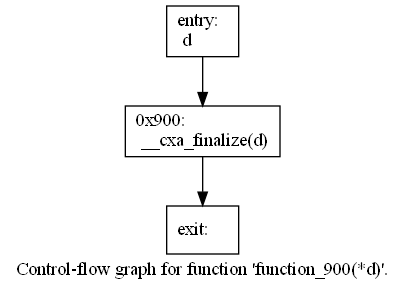 entry:
d
0x900:
__cxa_finalize(d)
exit:
Control-flow graph for function 'function_900(*d)'.